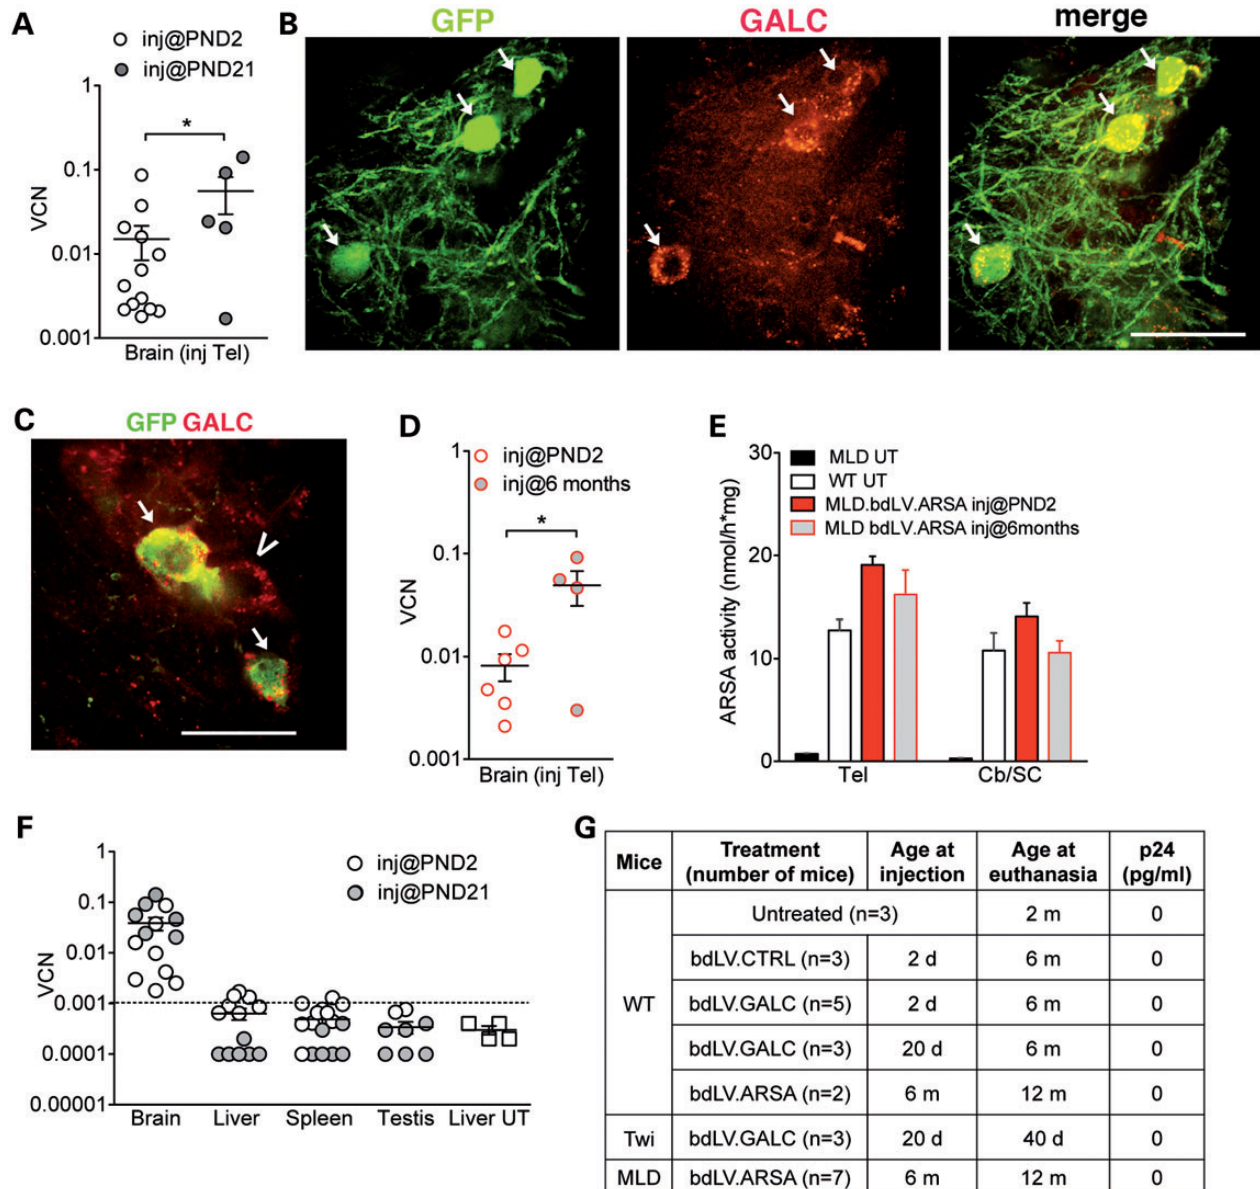 A
inj@PND2
inj@PND21
1
0.1
0.01
0.001
VCN
*
Brain (inj Tel)
B
GFP
GALC
merge
C
GFP GALC
D
inj@PND2
inj@6 months
1
0.1
0.01
0.001
VCN
*
Brain (inj Tel)
E
MLD UT
WT UT
MLD.bdLV.ARSA inj@PND2
MLD bdLV.ARSA inj@6months
30
20
10
0
ARSA activity (nmol/h*mg)
Tel Cb/SC
F
inj@PND2
inj@PND21
1
0.1
0.01
0.001
0.0001
0.00001
VCN
Brain Liver Spleen Testis Liver UT
G
Mice Treatment (number of mice) Age at injection Age at euthanasia p24 (pg/ml)
WT
Untreated (n=3) 2 m 0
bdLV.CTRL (n=3) 2 d 6 m 0
bdLV.GALC (n=5) 2 d 6 m 0
bdLV.GALC (n=3) 20 d 6 m 0
bdLV.ARSA (n=2) 6 m 12 m 0
Twi bdLV.GALC (n=3) 20 d 40 d 0
MLD bdLV.ARSA (n=7) 6 m 12 m 0